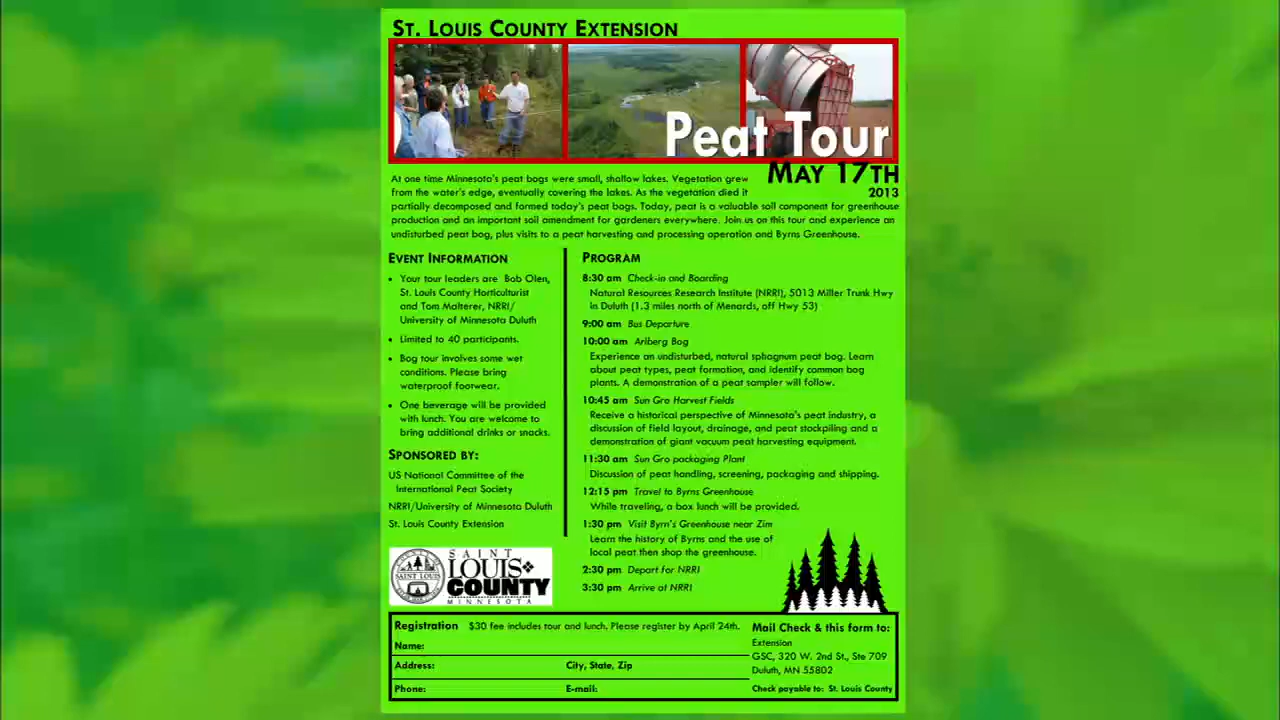 ST. LOUIS COUNTY EXTENSION
Peat Tour
MAY 17TH
2013
At one time Minnesota's peat bogs were small, shallow lakes. Vegetation grew
from the water's edge, eventually covering the lakes. As the vegetation died it
partially decomposed and formed today's peat bogs. Today, peat is a valuable soil component for greenhouse
production and an important soil amendment for gardeners everywhere. Join us on this tour and experience an
undisturbed peat bog, plus visits to a peat harvesting and processing operation and Byrns Greenhouse.
EVENT INFORMATION
• Your tour leaders are Bob Olen,
St. Louis County Horticulturist
and Tom Malterer, NRRI/
University of Minnesota Duluth
• Limited to 40 participants.
• Bog tour involves some wet
conditions. Please bring
waterproof footwear.
• One beverage will be provided
with lunch. You are welcome to
bring additional drinks or snacks.
SPONSORED BY:
US National Committee of the
International Peat Society
NRRI/University of Minnesota Duluth
St. Louis County Extension
SAINT
LOUIS
COUNTY
MINNESOTA
SAINT LOUIS
PROGRAM
8:30 am Check-in and Boarding
Natural Resources Research Institute (NRRI), 5013 Miller Trunk Hwy
in Duluth (1.3 miles north of Menards, off Hwy 53)
9:00 am Bus Departure
10:00 am Arlberg Bog
Experience an undisturbed, natural sphagnum peat bog. Learn
about peat types, peat formation, and identify common bog
plants. A demonstration of a peat sampler will follow.
10:45 am Sun Gro Harvest Fields
Receive a historical perspective of Minnesota's peat industry, a
discussion of field layout, drainage, and peat stockpiling and a
demonstration of giant vacuum peat harvesting equipment.
11:30 am Sun Gro packaging Plant
Discussion of peat handling, screening, packaging and shipping.
12:15 pm Travel to Byrns Greenhouse
While traveling, a box lunch will be provided.
1:30 pm Visit Byrn's Greenhouse near Zim
Learn the history of Byrns and the use of
local peat then shop the greenhouse.
2:30 pm Depart for NRRI
3:30 pm Arrive at NRRI
Registration $30 fee includes tour and lunch. Please register by April 24th.
Name:
Address: City, State, Zip
Phone: E-mail:
Mail Check & this form to:
Extension
GSC, 320 W. 2nd St., Ste 709
Duluth, MN 55802
Check payable to: St. Louis County